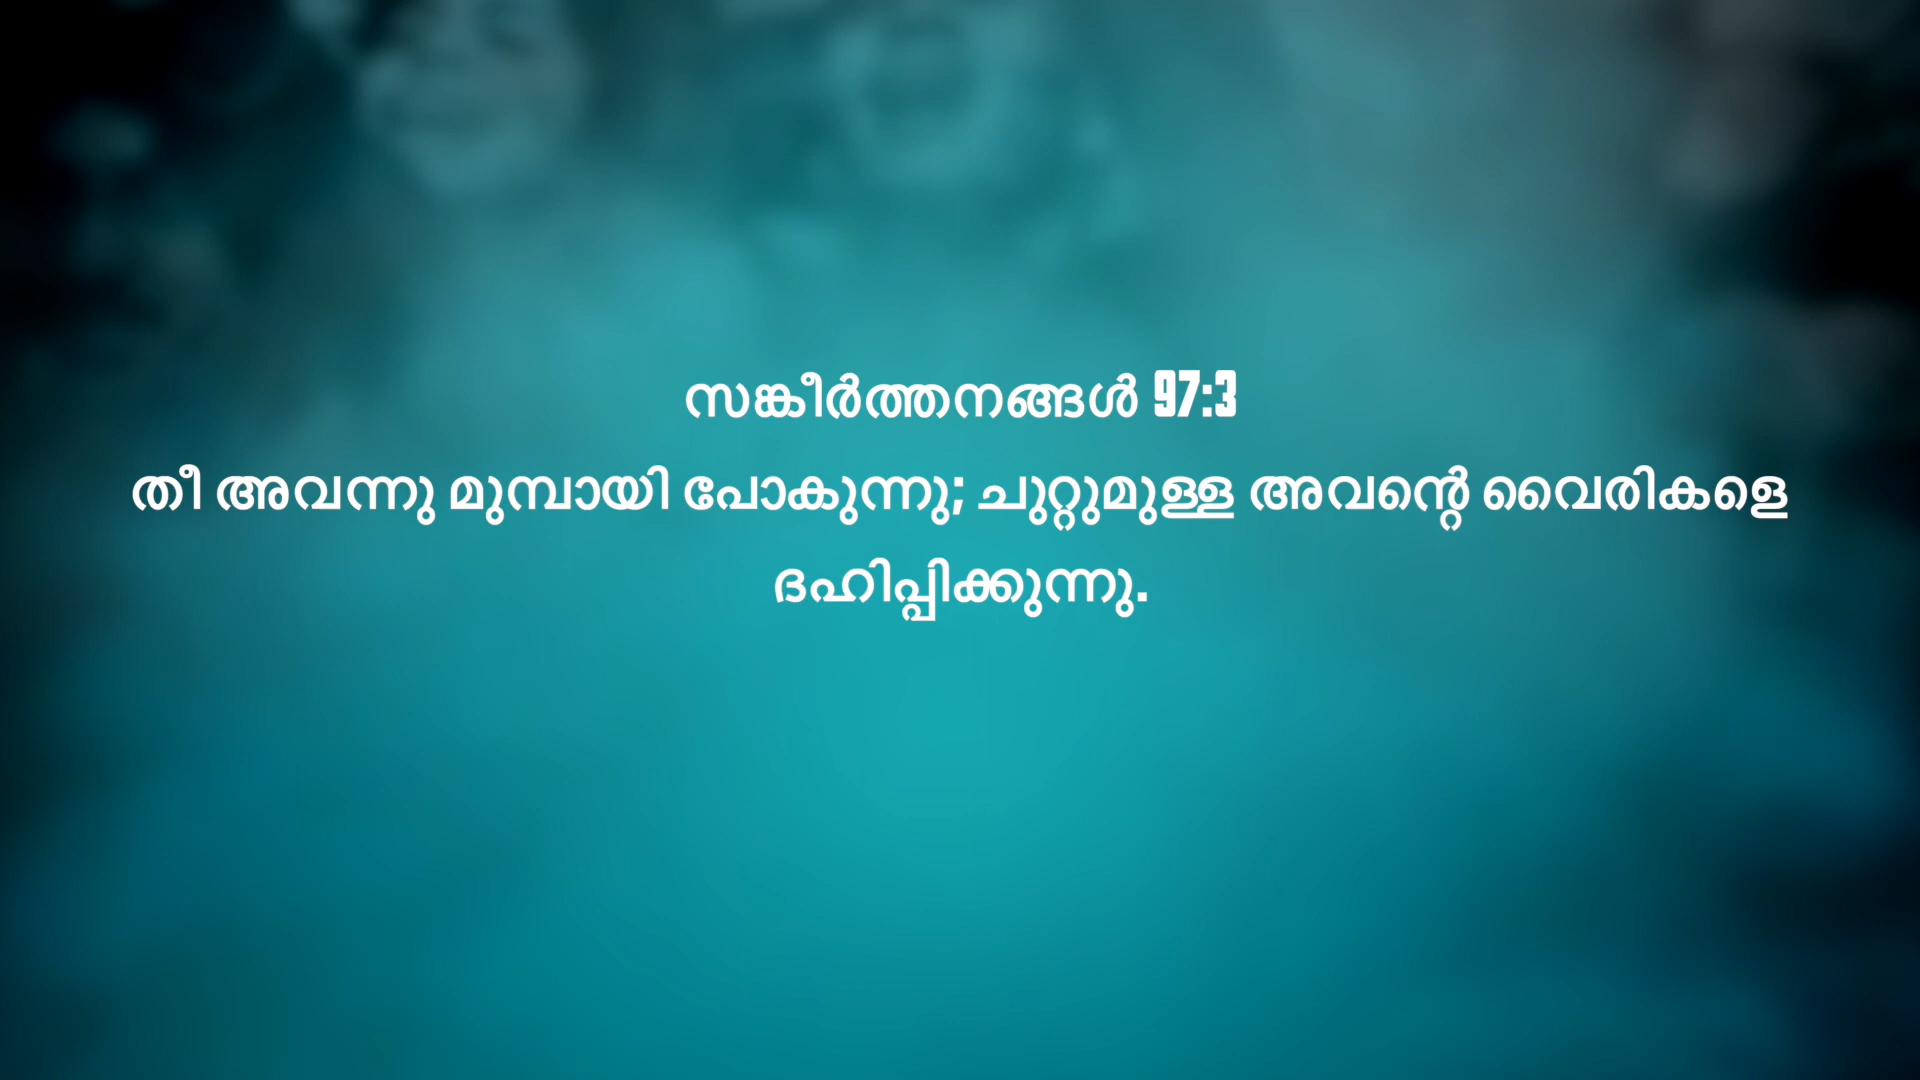 സങ്കീർത്തനങ്ങൾ 97:3
തീ അവന്നു മുമ്പായി പോകുന്നു; ചുറ്റുമുള്ള അവന്റെ വൈരികളെ
ദഹിപ്പിക്കുന്നു.